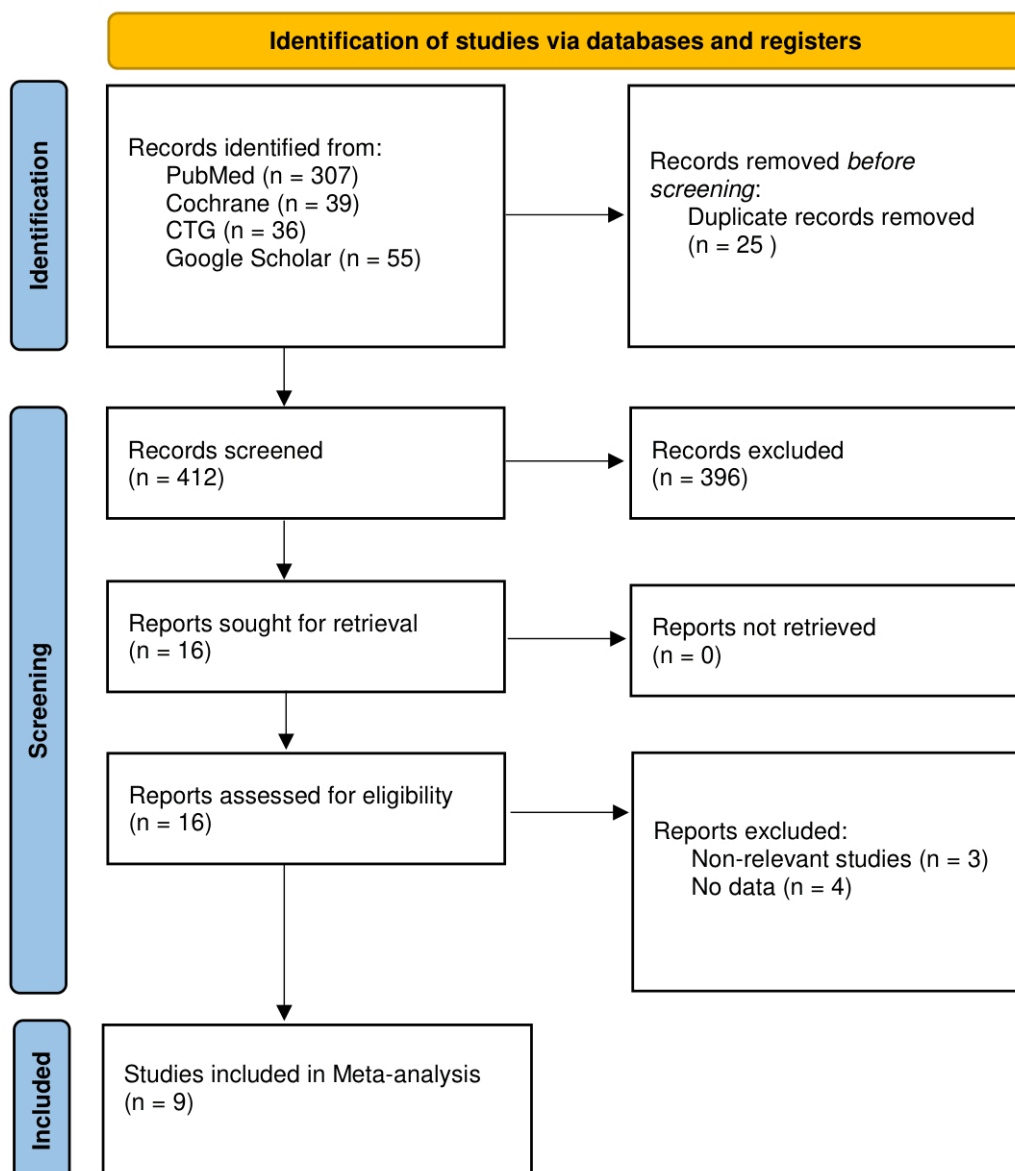 Identification of studies via databases and registers
Identification
Records identified from:
PubMed (n = 307)
Cochrane (n = 39)
CTG (n = 36)
Google Scholar (n = 55)
Records removed before
screening:
Duplicate records removed
(n = 25 )
Screening
Records screened
(n = 412)
Records excluded
(n = 396)
Reports sought for retrieval
(n = 16)
Reports not retrieved
(n = 0)
Reports assessed for eligibility
(n = 16)
Reports excluded:
Non-relevant studies (n = 3)
No data (n = 4)
Included
Studies included in Meta-analysis
(n = 9)